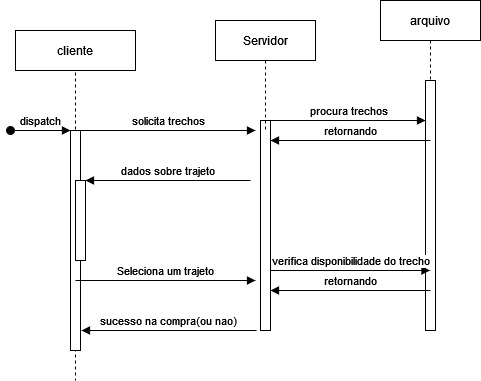 arquivo
Servidor
cliente
dispatch
solicita trechos
procura trechos
retornando
dados sobre trajeto
verifica disponibilidade do trecho
Seleciona um trajeto
retornando
sucesso na compra(ou nao)